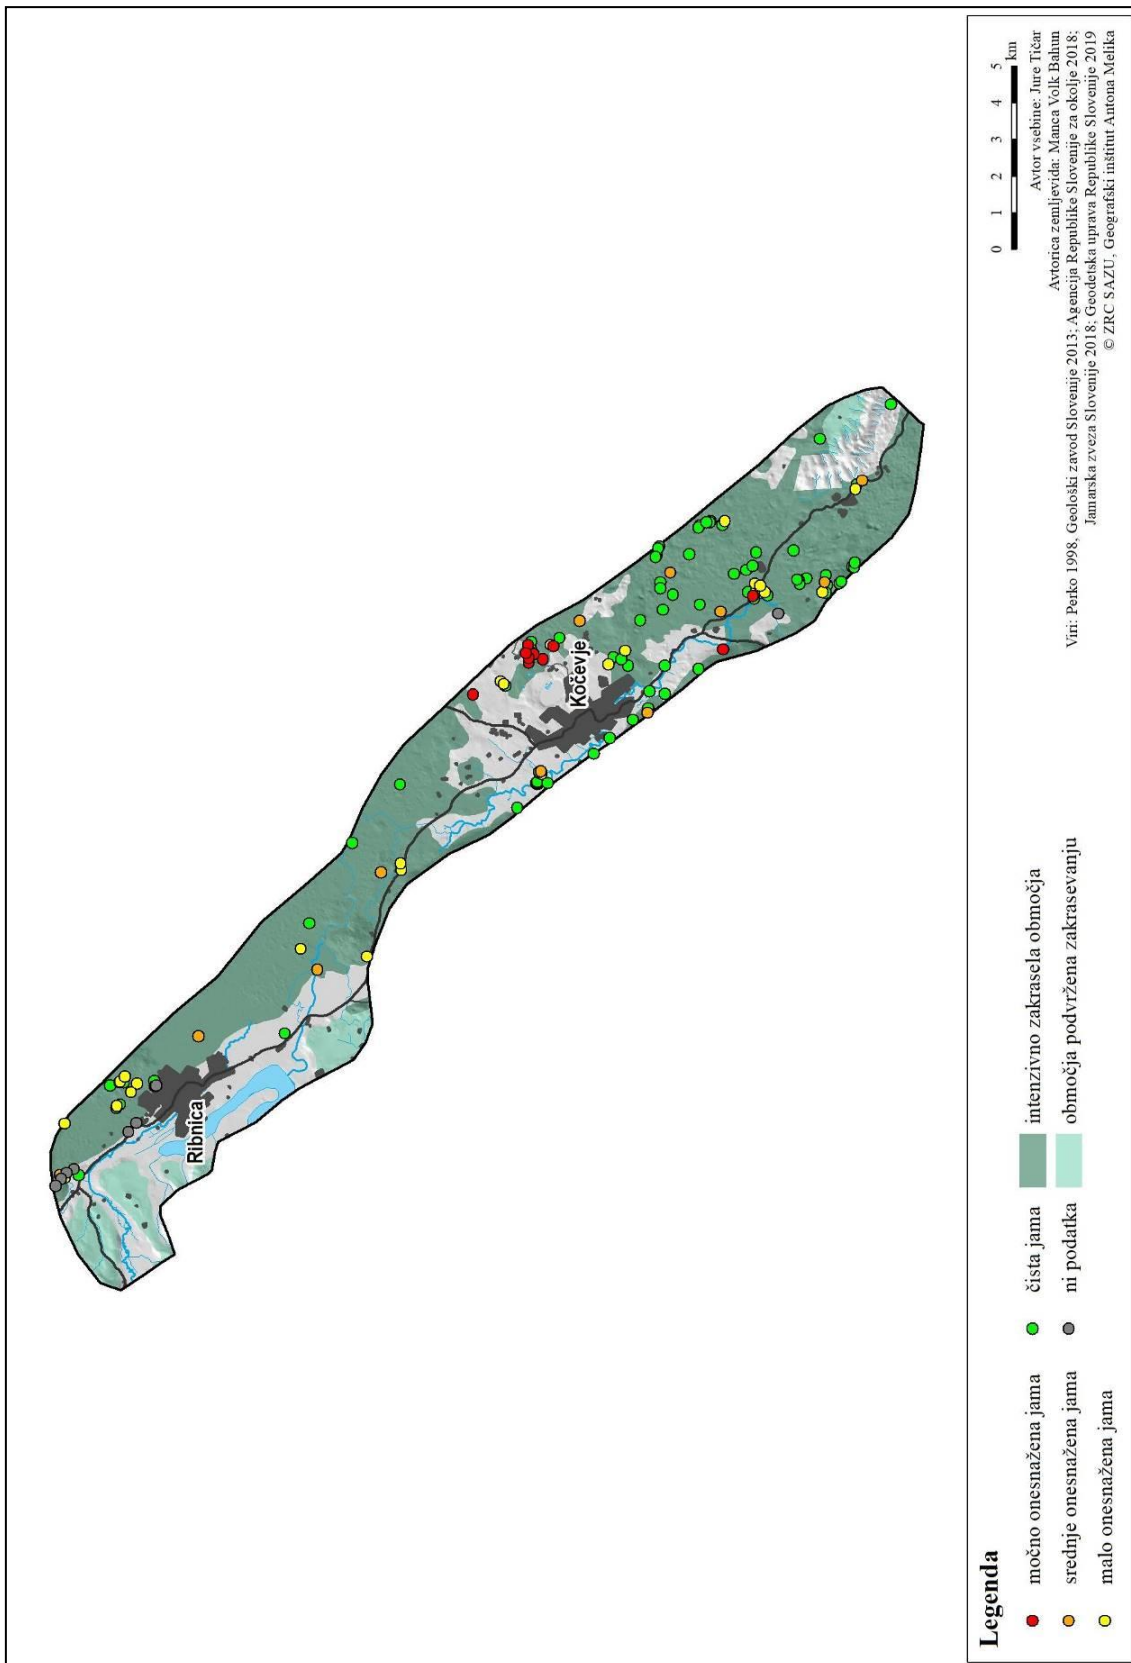 Ribnica
Kočevje
Legenda
močno onesnažena jama
srednje onesnažena jama
malo onesnažena jama
čista jama
ni podatka
intenzivno zakrasela območja
območja podvržena zakrasevanju
0 1 2 3 4 5
km
Avtor vsebine: Jure Tičar
Avtorica zemljevida: Manca Volk Bahun
Viri: Perko 1998, Geološki zavod Slovenije 2013; Agencija Republike Slovenije za okolje 2018;
Jamarska zveza Slovenije 2018; Geodetska uprava Republike Slovenije 2019
© ZRC SAZU, Geografski inštitut Antona Melika